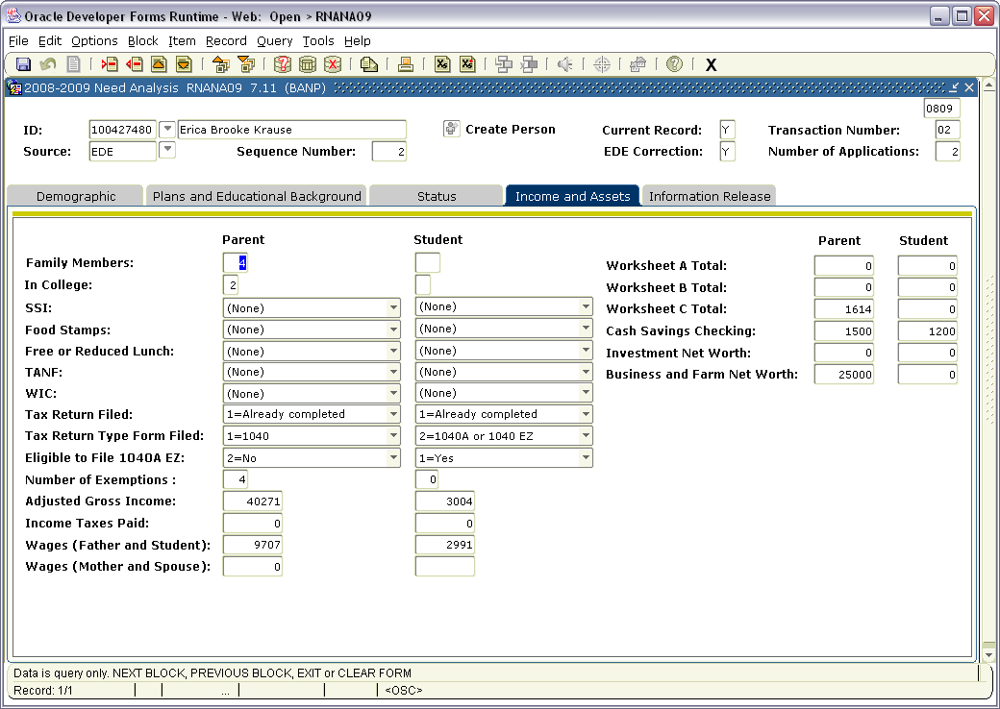 Oracle Developer Forms Runtime - Web: Open > RNANA09
File Edit Options Block Item Record Query Tools Help
X
2008-2009 Need Analysis RNANA09 7.11 (BANP)
0809
ID: 100427480 Erica Brooke Krause Create Person Current Record: Y Transaction Number: 02
Source: EDE Sequence Number: 2 EDE Correction: Y Number of Applications: 2
Demographic Plans and Educational Background Status Income and Assets Information Release
Parent Student Parent Student
Family Members: 4 Worksheet A Total: 0 0
In College: 2 Worksheet B Total: 0 0
SSI: (None) (None) Worksheet C Total: 1614 0
Food Stamps: (None) (None) Cash Savings Checking: 1500 1200
Free or Reduced Lunch: (None) (None) Investment Net Worth: 0 0
TANF: (None) (None) Business and Farm Net Worth: 25000 0
WIC: (None) (None)
Tax Return Filed: 1=Already completed 1=Already completed
Tax Return Type Form Filed: 1=1040 2=1040A or 1040 EZ
Eligible to File 1040A EZ: 2=No 1=Yes
Number of Exemptions : 4 0
Adjusted Gross Income: 40271 3004
Income Taxes Paid: 0 0
Wages (Father and Student): 9707 2991
Wages (Mother and Spouse): 0
Data is query only. NEXT BLOCK, PREVIOUS BLOCK, EXIT or CLEAR FORM
Record: 1/1 ... <OSC>